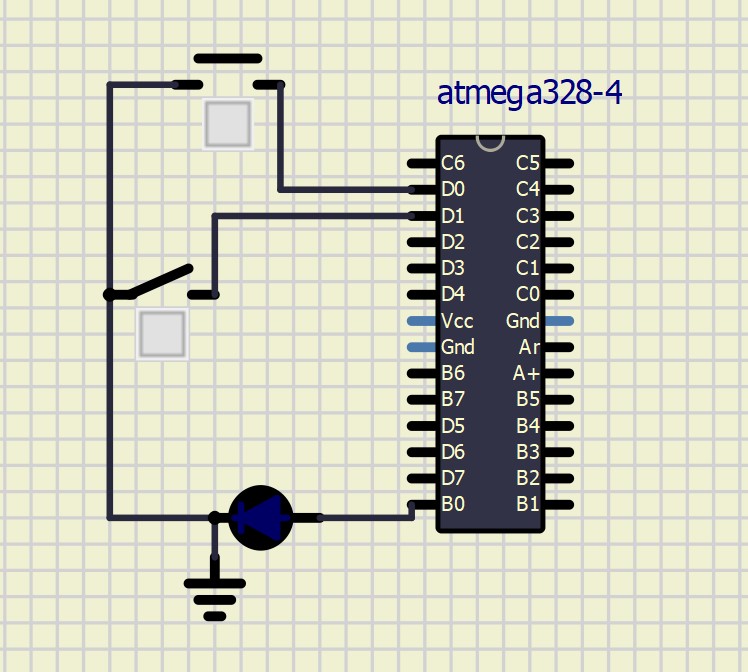 atmega328-4
C6 C5
D0 C4
D1 C3
D2 C2
D3 C1
D4 C0
Vcc Gnd
Gnd Ar
B6 A+
B7 B5
D5 B4
D6 B3
D7 B2
B0 B1